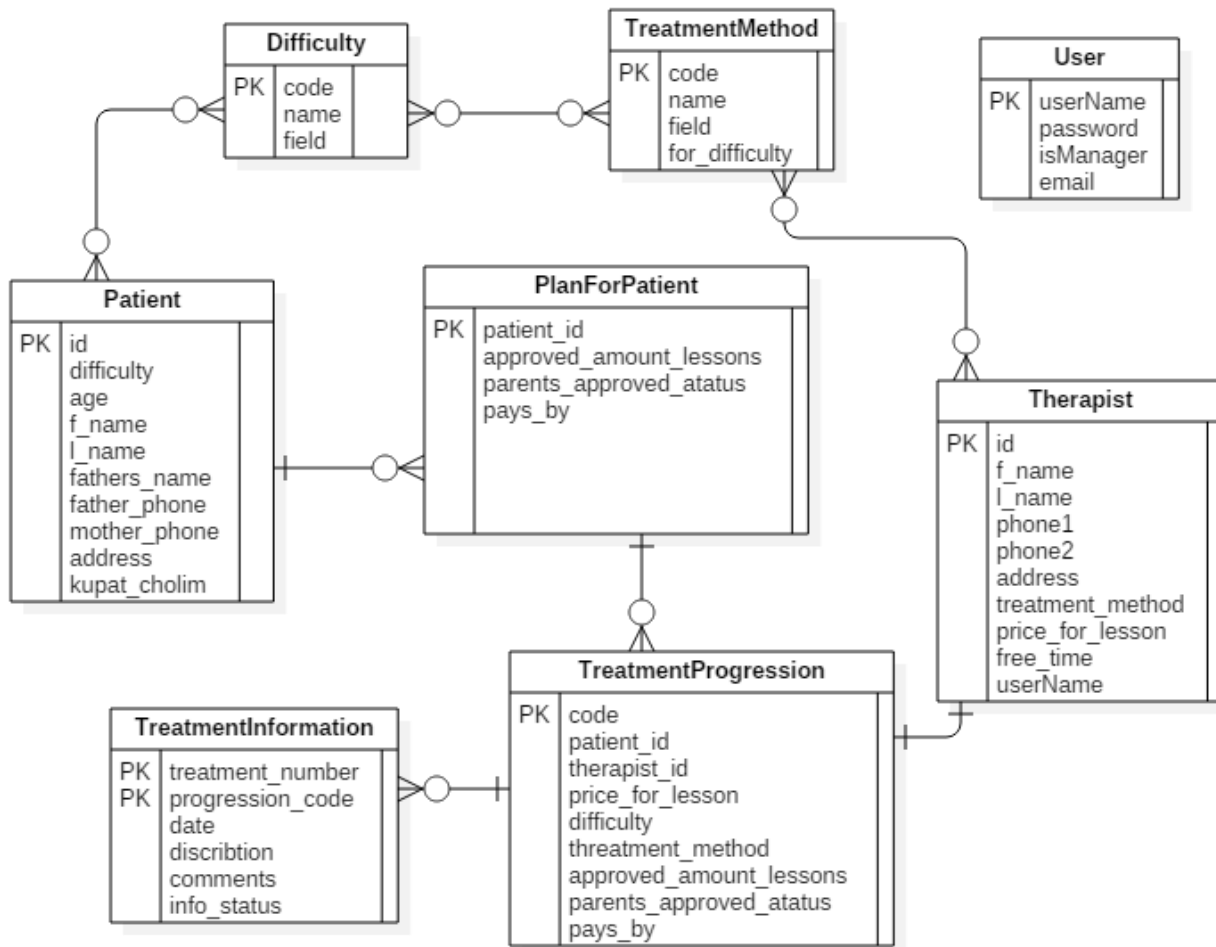 Difficulty
PK code
name
field
TreatmentMethod
PK code
name
field
for_difficulty
User
PK userName
password
isManager
email
Patient
PK id
difficulty
age
f_name
l_name
fathers_name
father_phone
mother_phone
address
kupat_cholim
PlanForPatient
PK patient_id
approved_amount_lessons
parents_approved_atatus
pays_by
Therapist
PK id
f_name
l_name
phone1
phone2
address
treatment_method
price_for_lesson
free_time
userName
TreatmentInformation
PK treatment_number
PK progression_code
date
discribtion
comments
info_status
TreatmentProgression
PK code
patient_id
therapist_id
price_for_lesson
difficulty
threatment_method
approved_amount_lessons
parents_approved_atatus
pays_by